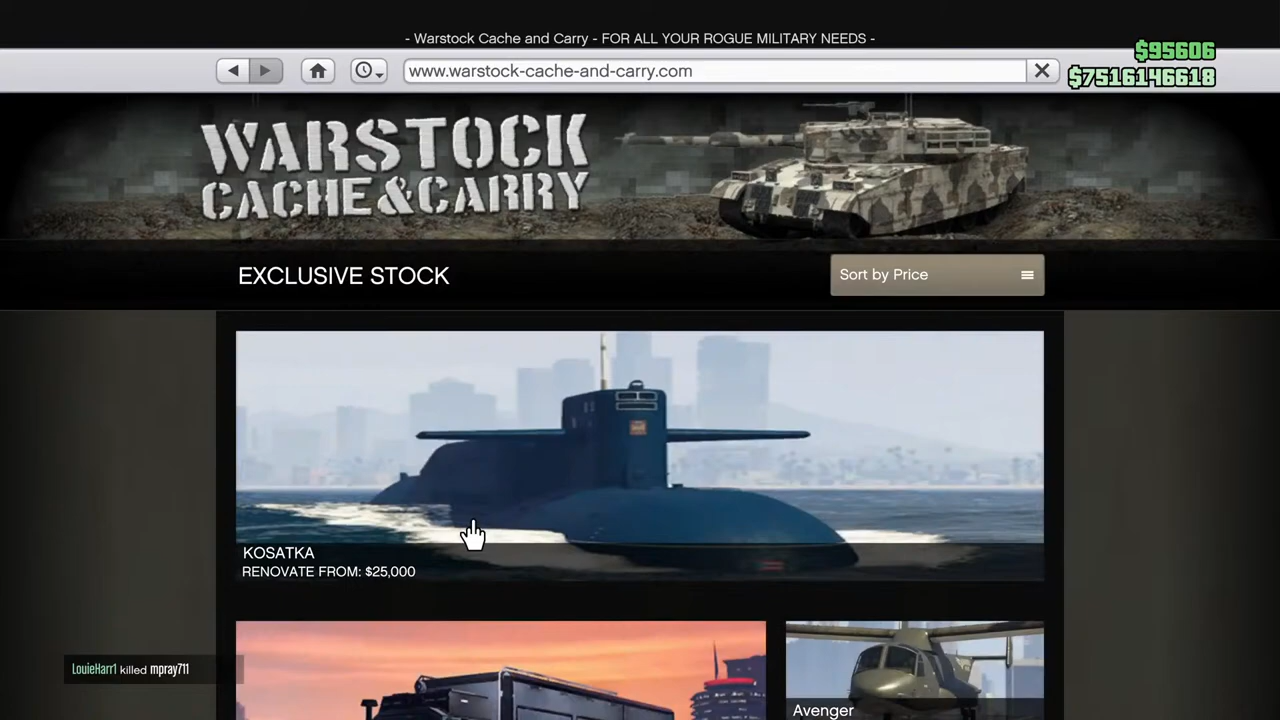 - Warstock Cache and Carry - FOR ALL YOUR ROGUE MILITARY NEEDS -
$95606
www.warstock-cache-and-carry.com
$7516146618
WARSTOCK
CACHE&CARRY
EXCLUSIVE STOCK
Sort by Price
KOSATKA
RENOVATE FROM: $25,000
LouieHarr1 killed mpray711
Avenger